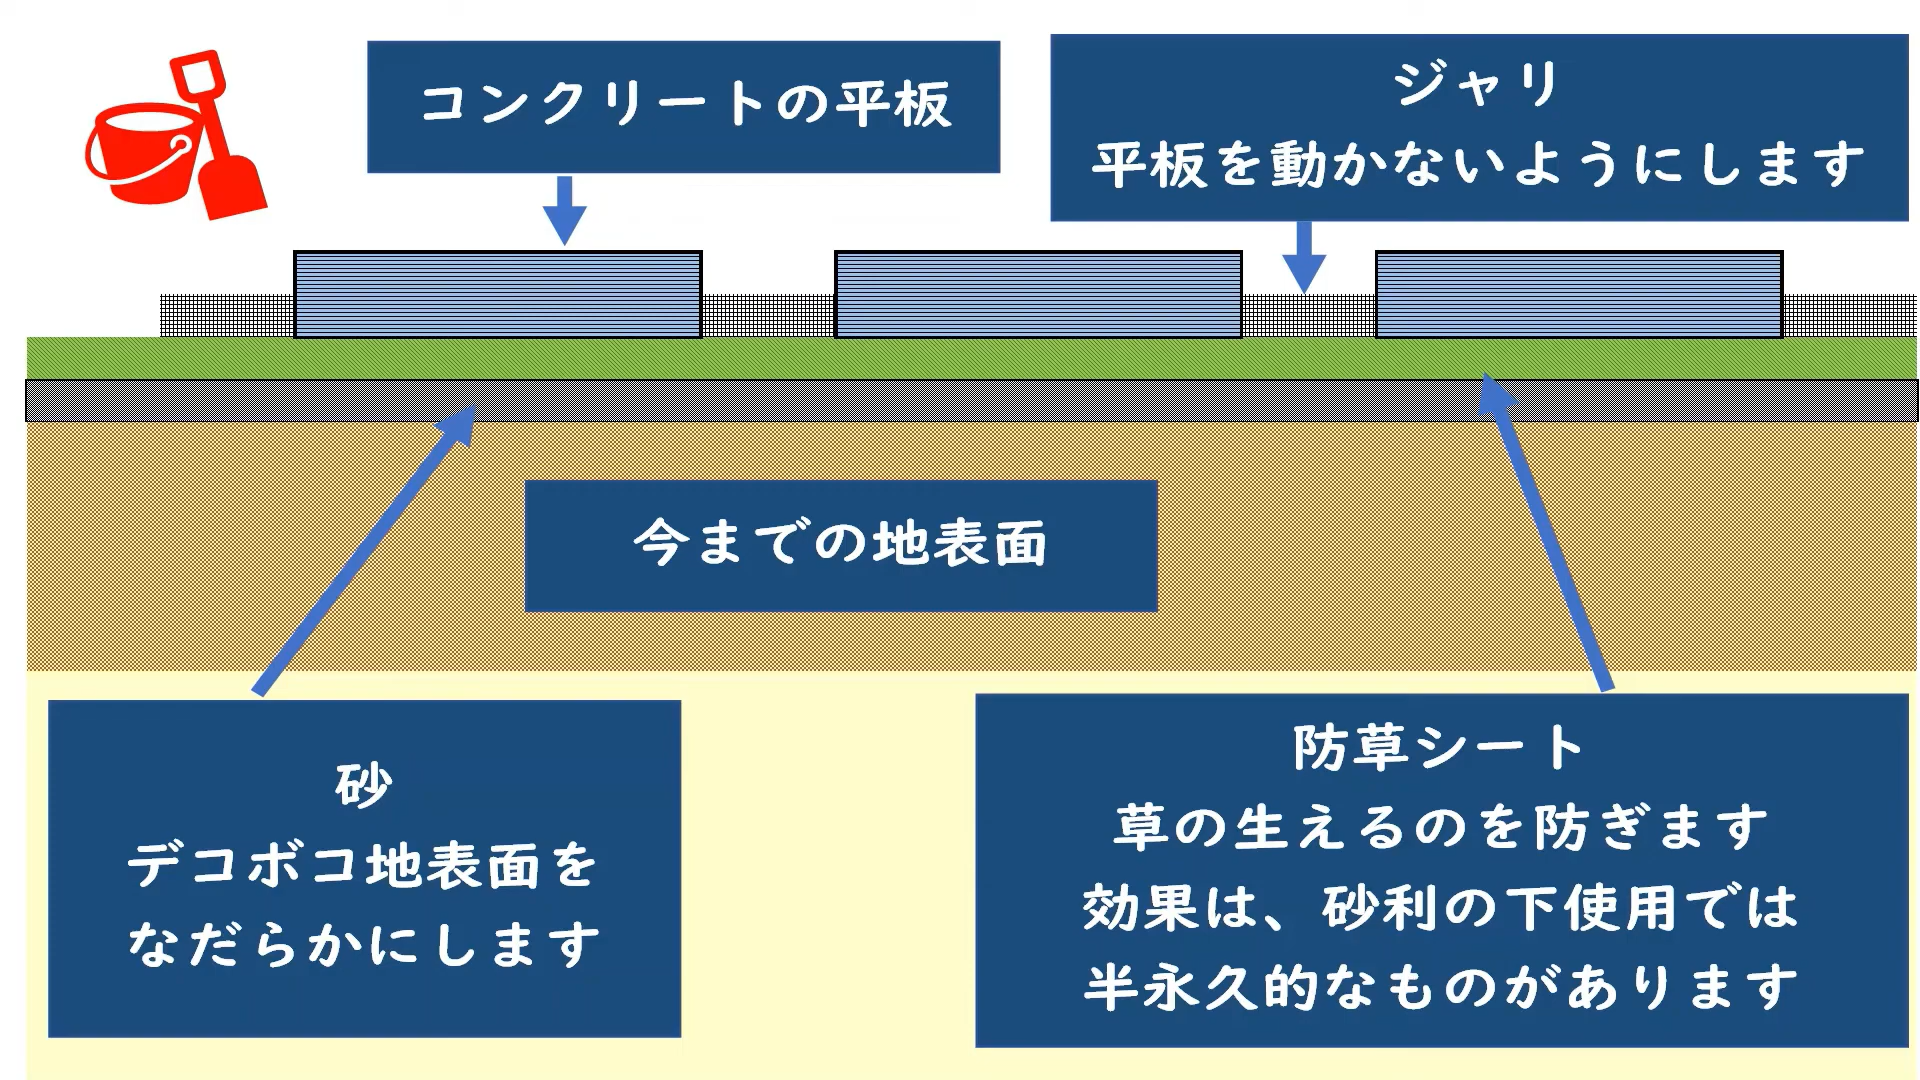 コンクリートの平板
ジャリ
平板を動かないようにします
今までの地表面
砂
デコボコ地表面を
なだらかにします
防草シート
草の生えるのを防ぎます
効果は、砂利の下使用では
半永久的なものがあります